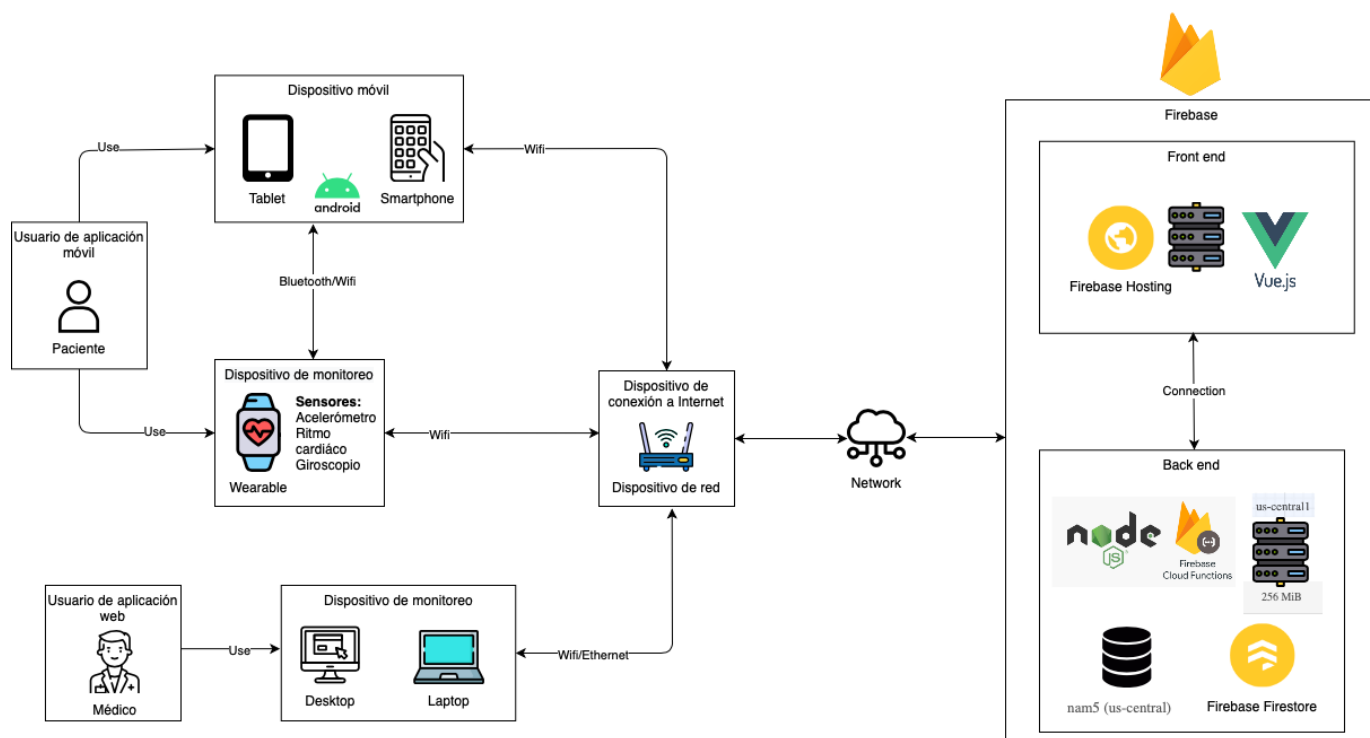 Firebase
Dispositivo móvil
Tablet
android
Smartphone
Use
Wifi
Usuario de aplicación
móvil
Paciente
Bluetooth/Wifi
Use
Dispositivo de monitoreo
Sensores:
Acelerómetro
Ritmo
cardiáco
Giroscopio
Wearable
Wifi
Dispositivo de
conexión a Internet
Dispositivo de red
Network
Usuario de aplicación
web
Médico
Use
Dispositivo de monitoreo
Desktop
Laptop
Wifi/Ethernet
Front end
Firebase Hosting
Vue.js
Connection
Back end
node
JS
Firebase
Cloud Functions
us-central1
256 MiB
nam5 (us-central)
Firebase Firestore